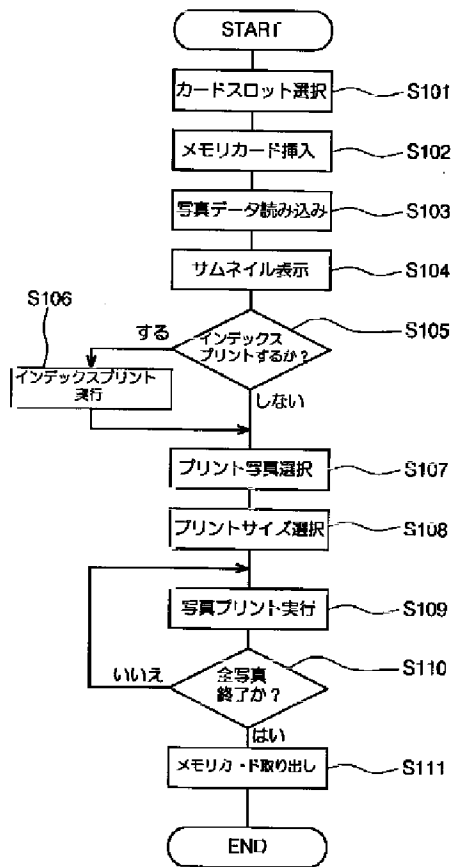 START
カードスロット選択
S101
メモリカード挿入
S102
写真データ読み込み
S103
サムネイル表示
S104
S106
する
インデックス
プリントするか?
S105
インデックスプリント
実行
しない
プリント写真選択
S107
プリントサイズ選択
S108
写真プリント実行
S109
いいえ
全写真
終了か?
S110
はい
メモリカード取り出し
S111
END